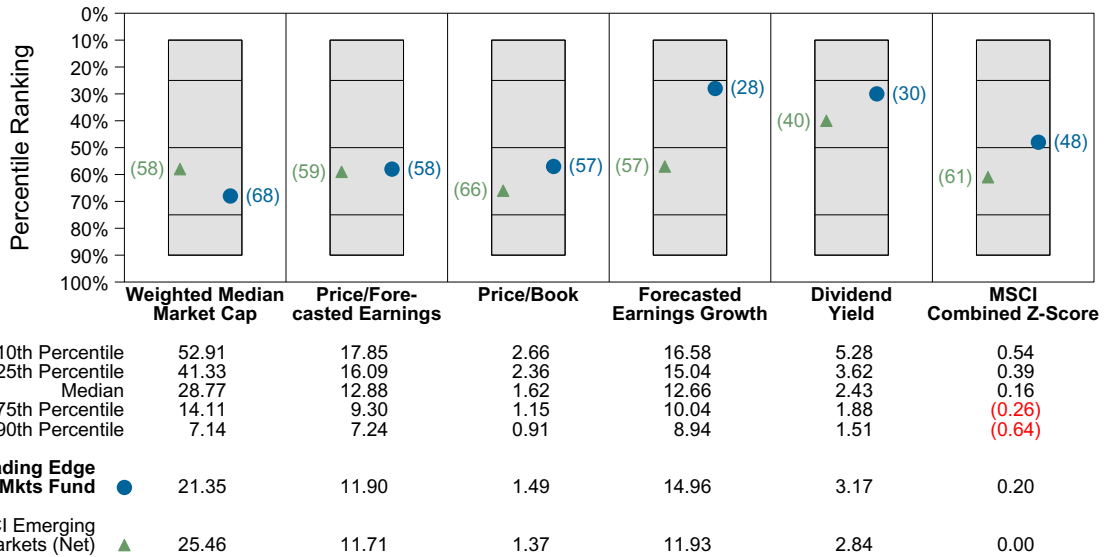 Percentile Ranking
0%
10%
20%
30%
40%
50%
60%
70%
80%
90%
100%
(58) (68)
(59) (58)
(66) (57)
(57) (28)
(40) (30)
(61) (48)
Weighted Median Market Cap
Price/Fore-casted Earnings
Price/Book
Forecasted Earnings Growth
Dividend Yield
MSCI Combined Z-Score
10th Percentile 52.91 17.85 2.66 16.58 5.28 0.54
25th Percentile 41.33 16.09 2.36 15.04 3.62 0.39
Median 28.77 12.88 1.62 12.66 2.43 0.16
75th Percentile 14.11 9.30 1.15 10.04 1.88 (0.26)
90th Percentile 7.14 7.24 0.91 8.94 1.51 (0.64)
ading Edge
Mkts Fund 21.35 11.90 1.49 14.96 3.17 0.20
CI Emerging
arkets (Net) 25.46 11.71 1.37 11.93 2.84 0.00